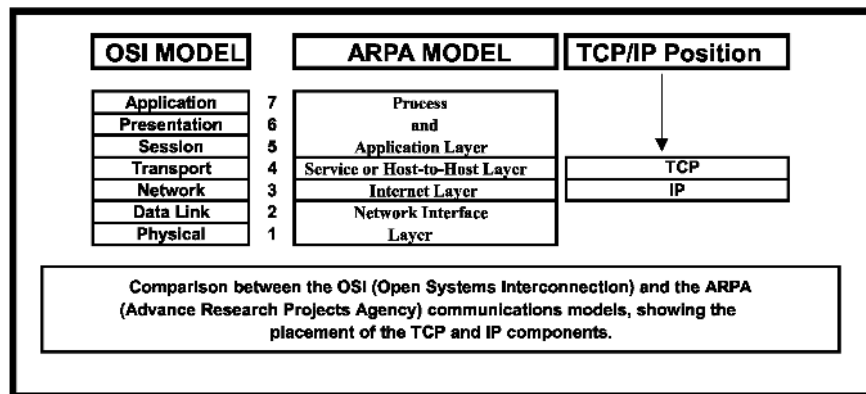 OSI MODEL ARPA MODEL TCP/IP Position
Application 7 Process
Presentation 6 and
Session 5 Application Layer
Transport 4 Service or Host-to-Host Layer TCP
Network 3 Internet Layer IP
Data Link 2 Network Interface
Physical 1 Layer
Comparison between the OSI (Open Systems Interconnection) and the ARPA
(Advance Research Projects Agency) communications models, showing the
placement of the TCP and IP components.